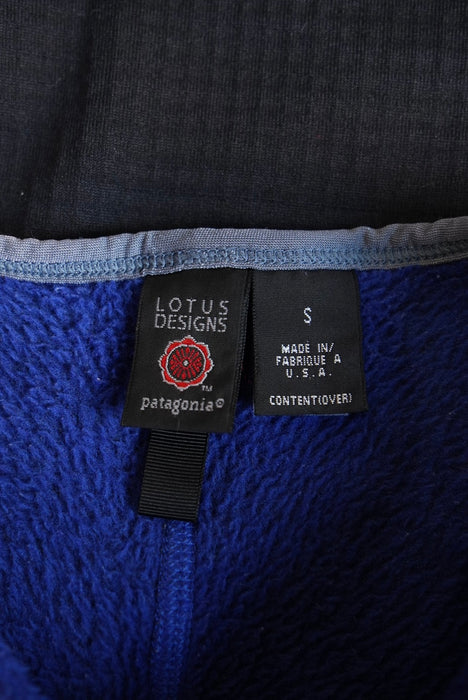 LOTUS
DESIGNS
TM
patagonia®
S
MADE IN/
FABRIQUE A
U.S.A.
CONTENT(OVER)